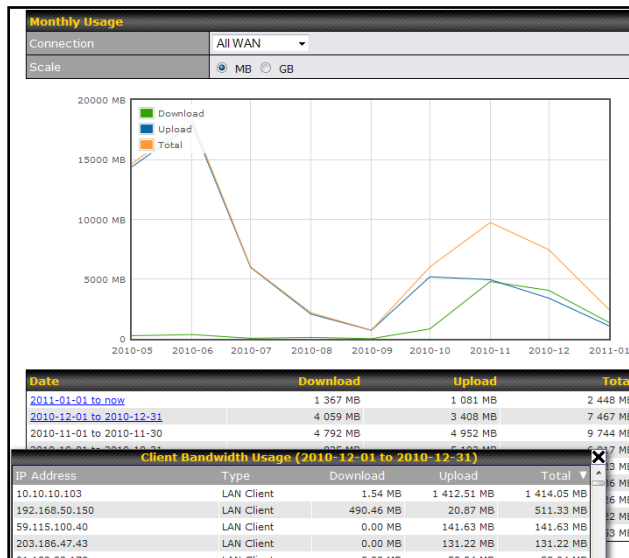 Monthly Usage
Connection All WAN
Scale MB GB
20000 MB
Download
Upload
Total
15000 MB
10000 MB
5000 MB
0
2010-05 2010-06 2010-07 2010-08 2010-09 2010-10 2010-11 2010-12 2011-01
Date Download Upload Tota
2011-01-01 to now 1 367 MB 1 081 MB 2 448 MB
2010-12-01 to 2010-12-31 4 059 MB 3 408 MB 7 467 MB
2010-11-01 to 2010-11-30 4 792 MB 4 952 MB 9 744 MB
Client Bandwidth Usage (2010-12-01 to 2010-12-31)
IP Address Type Download Upload Total ▼
10.10.10.103 LAN Client 1.54 MB 1 412.51 MB 1 414.05 MB
192.168.50.150 LAN Client 490.46 MB 20.87 MB 511.33 MB
59.115.100.40 LAN Client 0.00 MB 141.63 MB 141.63 MB
203.186.47.43 LAN Client 0.00 MB 131.22 MB 131.22 MB